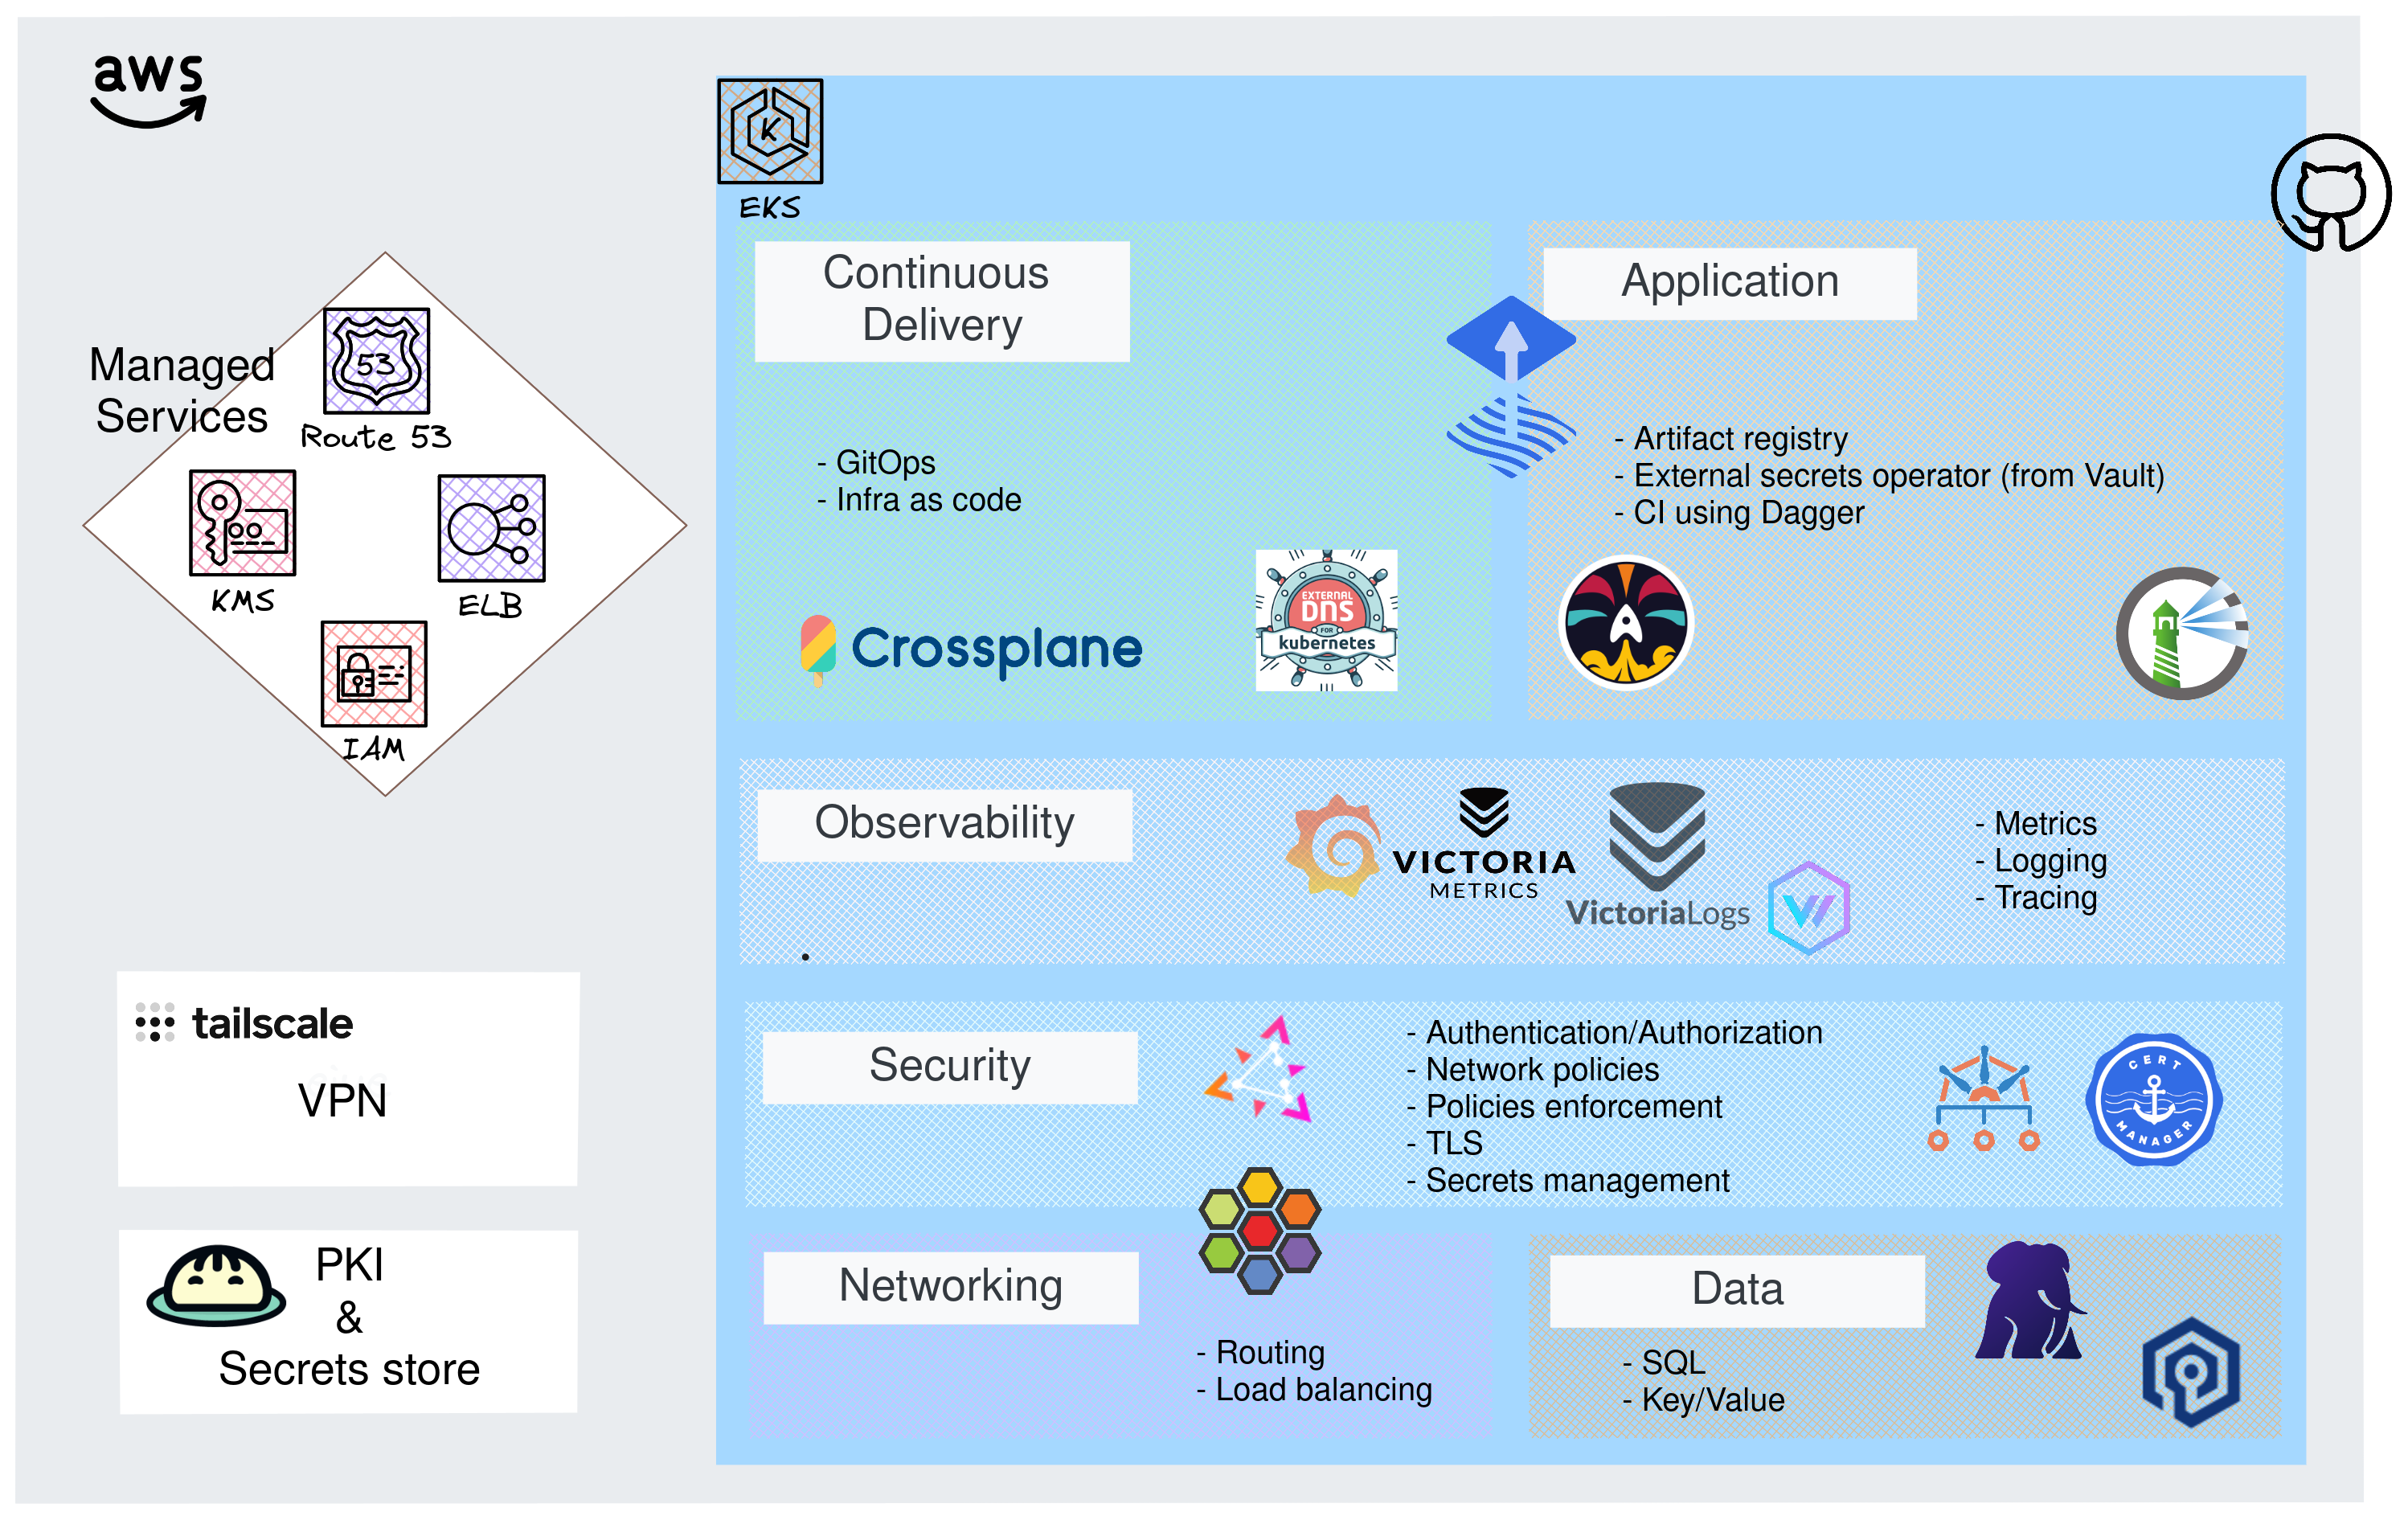 aws
EKS
Continuous
Delivery
Application
Managed
Services
53
Route 53
KMS
ELB
IAM
- GitOps
- Infra as code
- Artifact registry
- External secrets operator (from Vault)
- CI using Dagger
Crossplane
EXTERNAL
DNS
FOR
kubernetes
Observability
VICTORIA
METRICS
VictoriaLogs
- Metrics
- Logging
- Tracing
tailscale
VPN
Security
- Authentication/Authorization
- Network policies
- Policies enforcement
- TLS
- Secrets management
CERT
MANAGER
PKI
&
Secrets store
Networking
- Routing
- Load balancing
Data
- SQL
- Key/Value